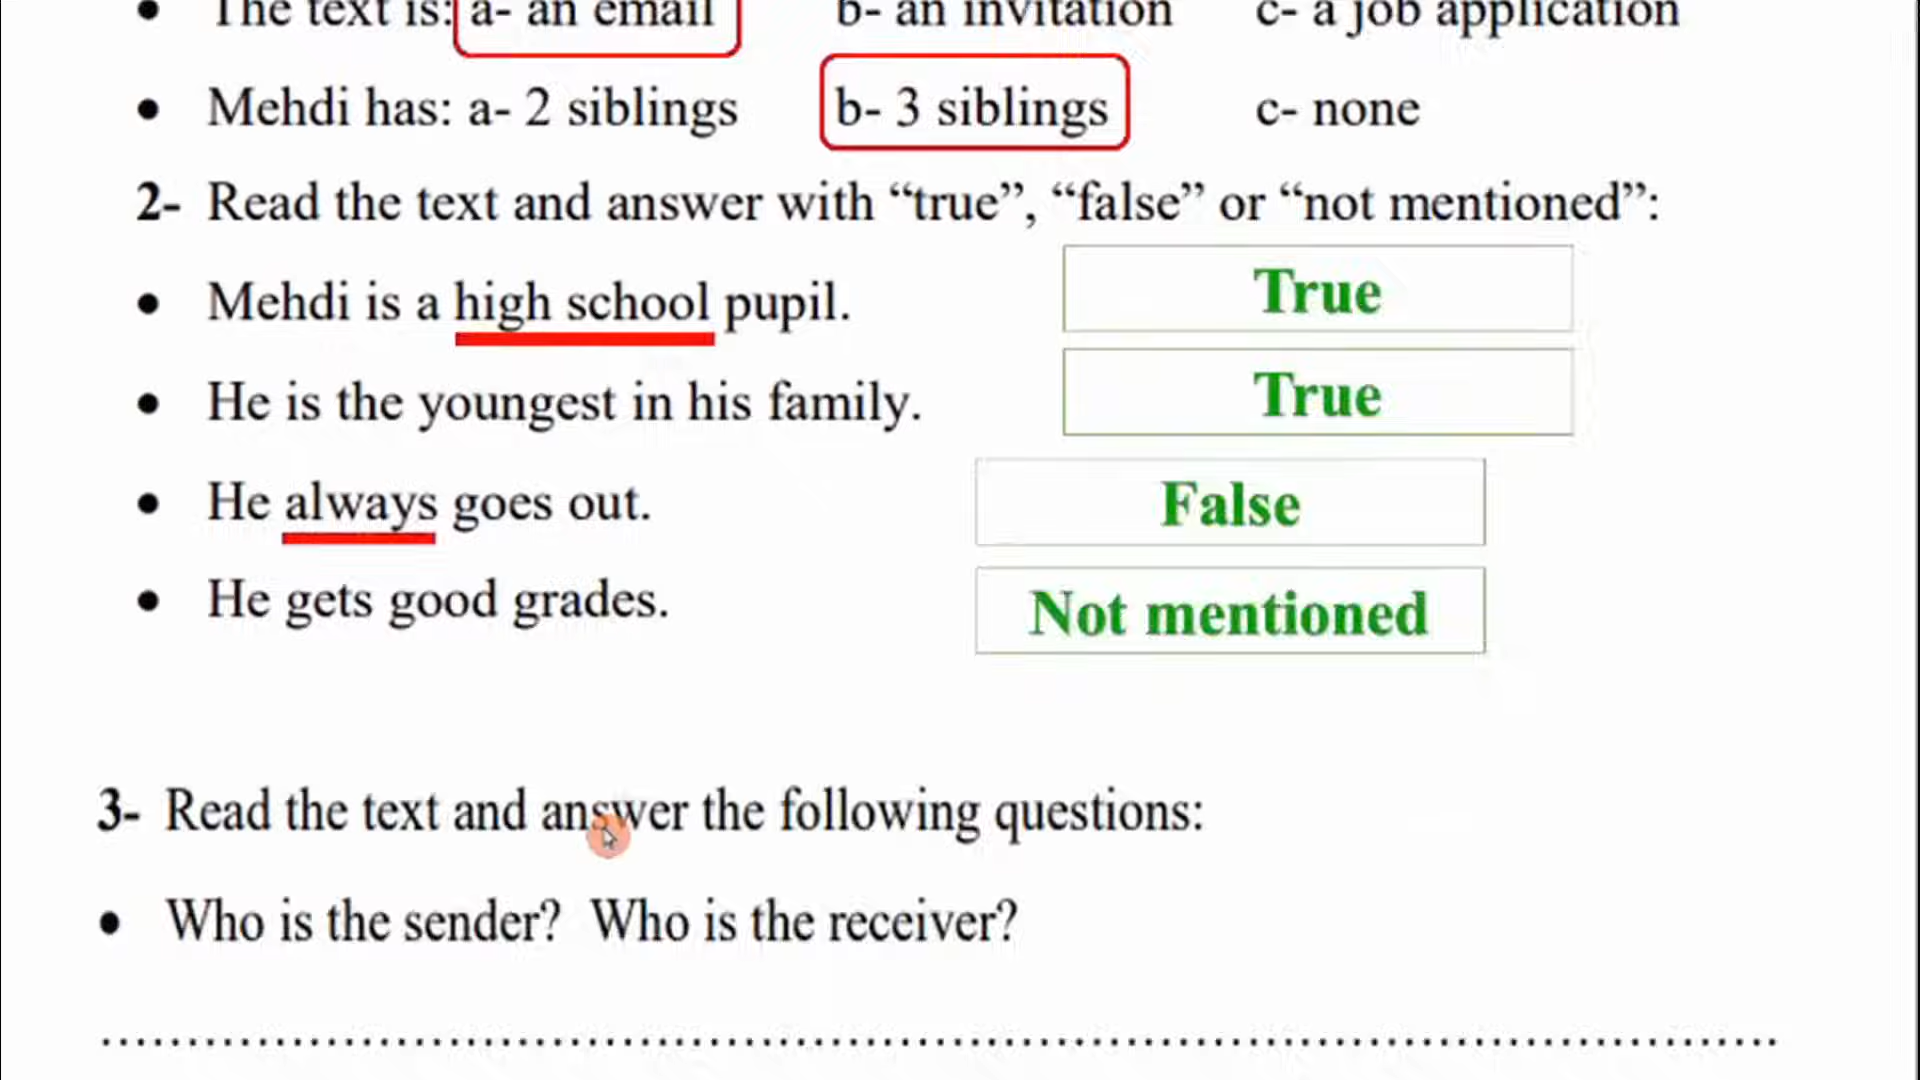 • The text is: a- an email b- an invitation c- a job application
• Mehdi has: a- 2 siblings b- 3 siblings c- none
2- Read the text and answer with “true”, “false” or “not mentioned”:
• Mehdi is a high school pupil. True
• He is the youngest in his family. True
• He always goes out. False
• He gets good grades. Not mentioned
3- Read the text and answer the following questions:
• Who is the sender? Who is the receiver?